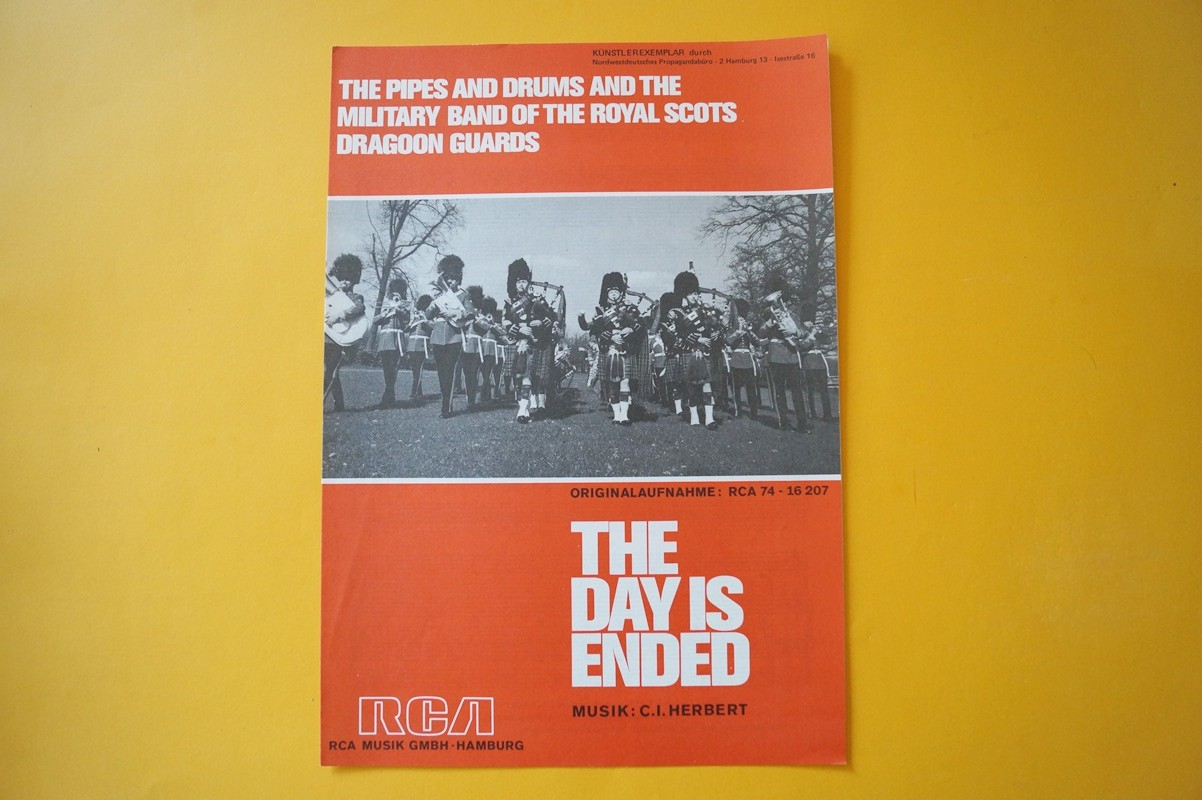 KÜNSTLEREXEMPLAR durch
Nordwestdeutsches Propagandabüro - 2 Hamburg 13 - Isestraße 16
THE PIPES AND DRUMS AND THE
MILITARY BAND OF THE ROYAL SCOTS
DRAGOON GUARDS
ORIGINALAUFNAHME: RCA 74 - 16 207
THE
DAY IS
ENDED
MUSIK: C.I. HERBERT
RCA
RCA MUSIK GMBH · HAMBURG